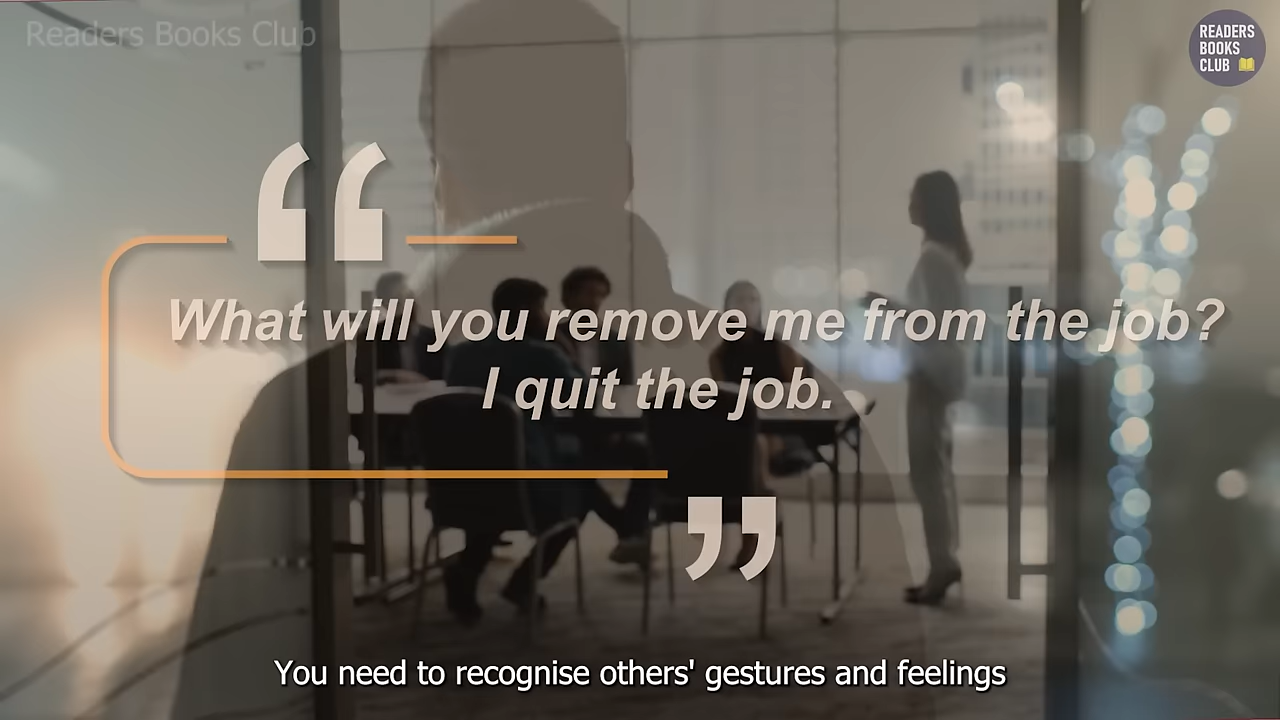 Readers Books Club
READERS
BOOKS
CLUB
“
What will you remove me from the job?
I quit the job.
”
You need to recognise others' gestures and feelings